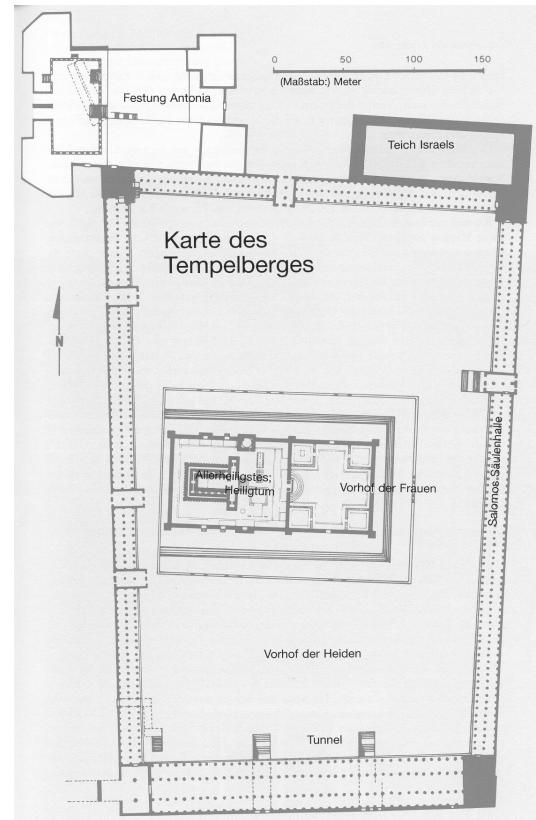 0
50
100
150
(Maßstab:) Meter
Festung Antonia
Teich Israels
Karte des
Tempelberges
N
Allerheiligstes;
Heiligtum
Vorhof der Frauen
Salomos Säulenhalle
Vorhof der Heiden
Tunnel